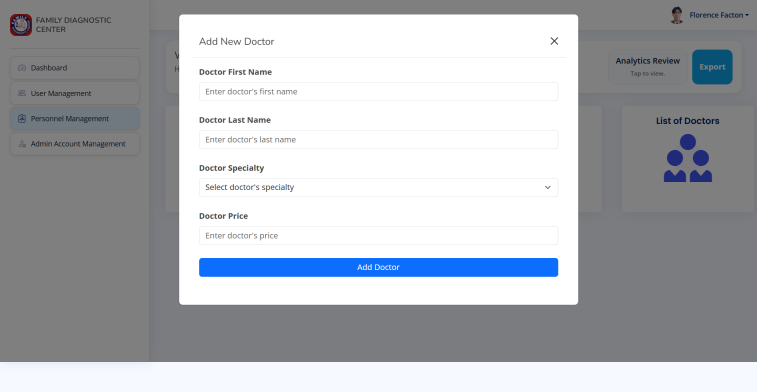 FAMILY DIAGNOSTIC
CENTER
Dashboard
User Management
Personnel Management
Admin Account Management
Florence Facton
Analytics Review
Tap to view.
Export
List of Doctors
Add New Doctor
Doctor First Name
Enter doctor's first name
Doctor Last Name
Enter doctor's last name
Doctor Specialty
Select doctor's specialty
Doctor Price
Enter doctor's price
Add Doctor